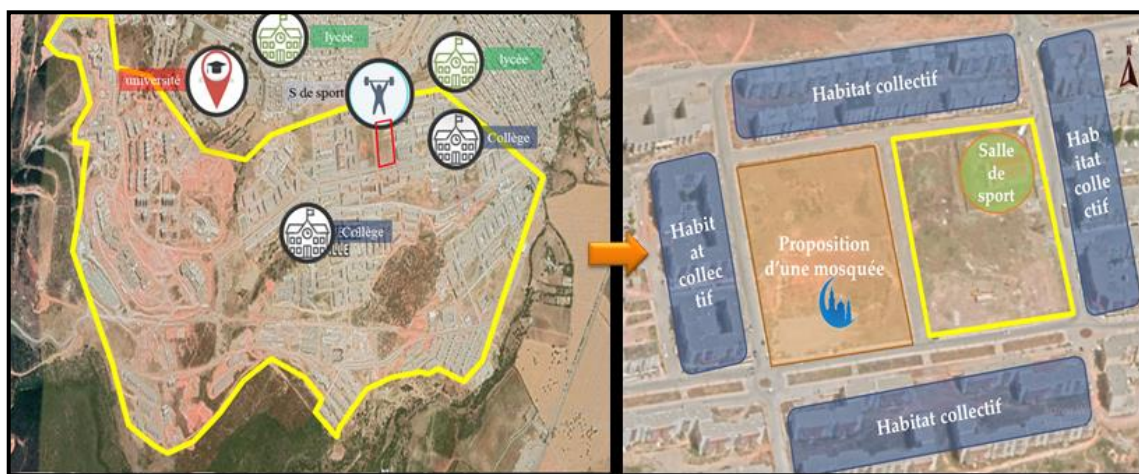 lycée
lycée
université
S de sport
Collège
Collège
Habitat collectif
Habit
at
collec
tif
Proposition
d'une mosquée
Salle
de
sport
Hab
itat
colle
ctif
Habitat collectif